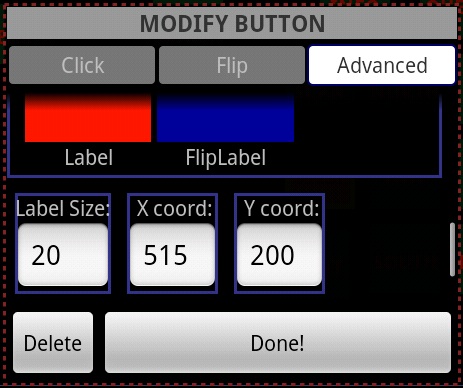 MODIFY BUTTON
Click Flip Advanced
Label FlipLabel
Label Size: X coord: Y coord:
20 515 200
Delete Done!